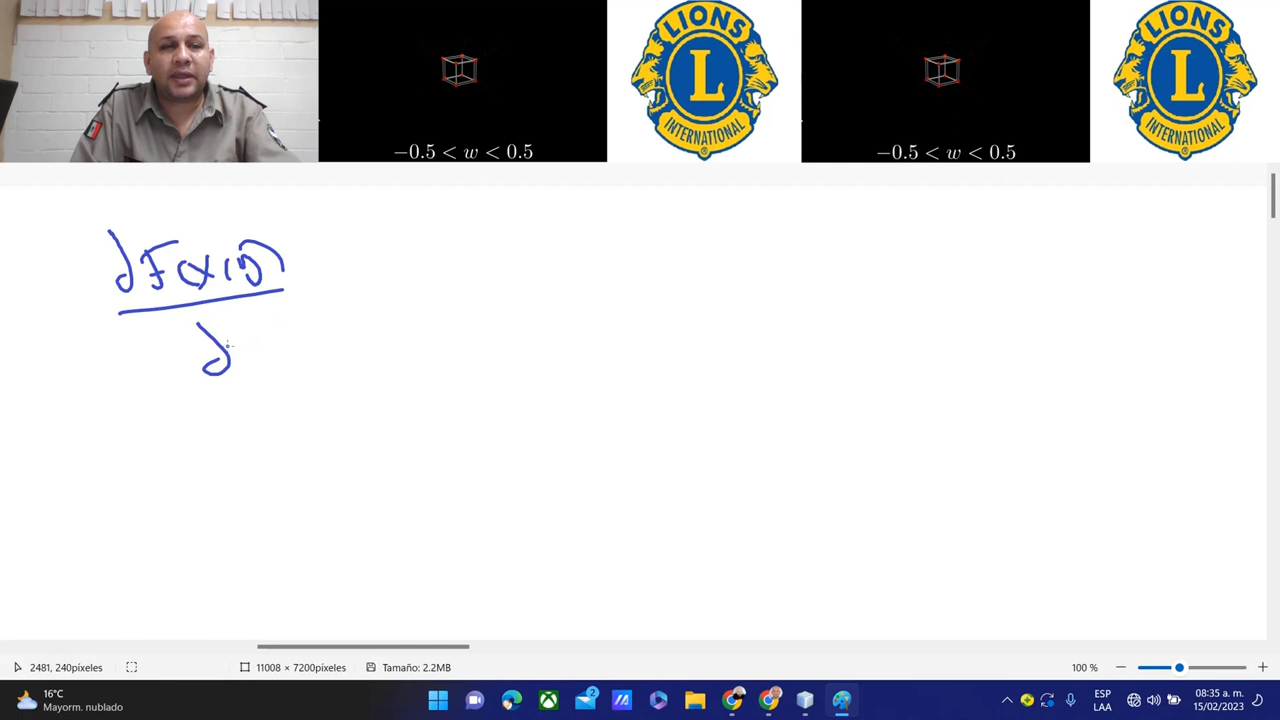 LIONS
L
INTERNATIONAL
®
−0.5 < w < 0.5
LIONS
L
INTERNATIONAL
®
−0.5 < w < 0.5
dF(x,y)
d
2481, 240píxeles
11008 × 7200píxeles
Tamaño: 2.2MB
100 %
16°C
Mayorm. nublado
2
ESP
LAA
08:35 a. m.
15/02/2023